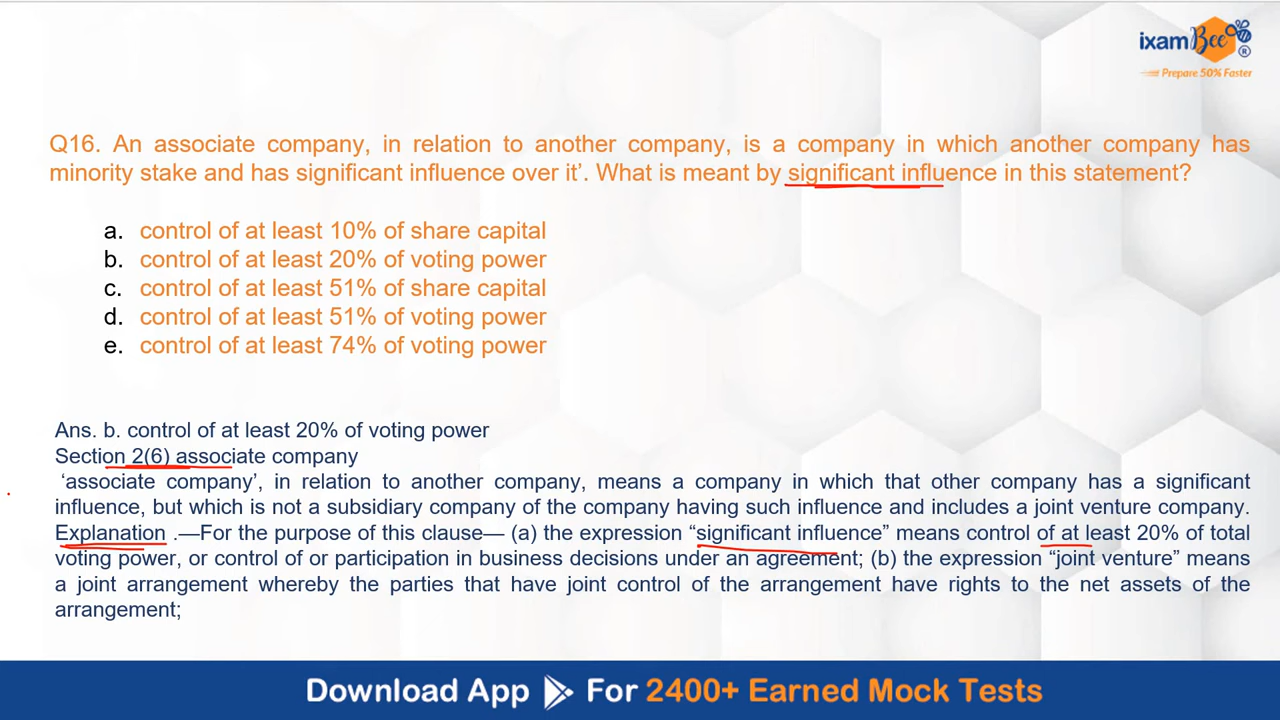 ixamBee
®
Prepare 50% Faster
Q16. An associate company, in relation to another company, is a company in which another company has
minority stake and has significant influence over it’. What is meant by significant influence in this statement?
a. control of at least 10% of share capital
b. control of at least 20% of voting power
c. control of at least 51% of share capital
d. control of at least 51% of voting power
e. control of at least 74% of voting power
Ans. b. control of at least 20% of voting power
Section 2(6) associate company
‘associate company’, in relation to another company, means a company in which that other company has a significant
influence, but which is not a subsidiary company of the company having such influence and includes a joint venture company.
Explanation .—For the purpose of this clause— (a) the expression “significant influence” means control of at least 20% of total
voting power, or control of or participation in business decisions under an agreement; (b) the expression “joint venture” means
a joint arrangement whereby the parties that have joint control of the arrangement have rights to the net assets of the
arrangement;
Download App For 2400+ Earned Mock Tests